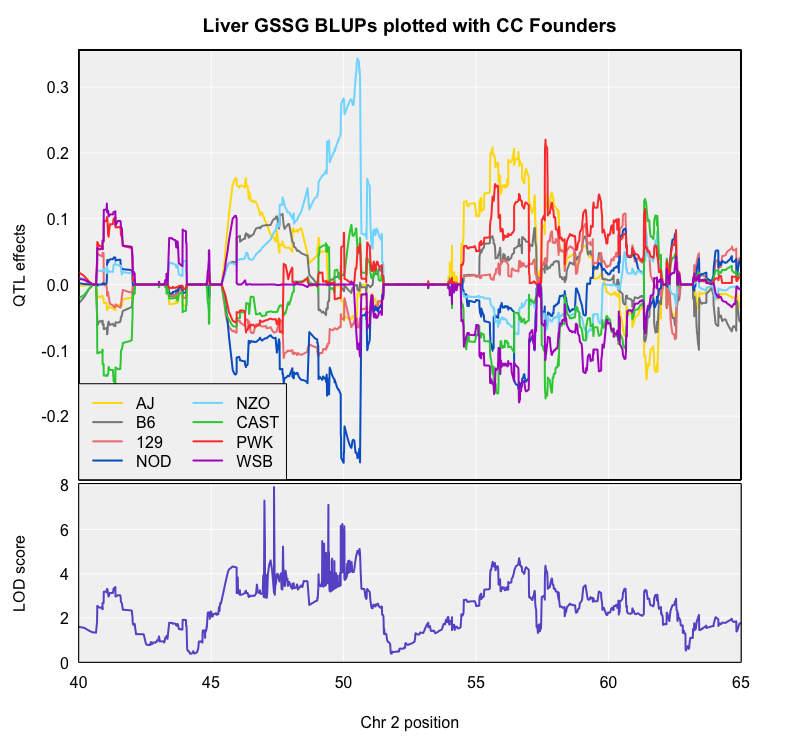 Liver GSSG BLUPs plotted with CC Founders
QTL effects
0.3
0.2
0.1
0.0
-0.1
-0.2
AJ NZO
B6 CAST
129 PWK
NOD WSB
LOD score
8
6
4
2
0
40 45 50 55 60 65
Chr 2 position